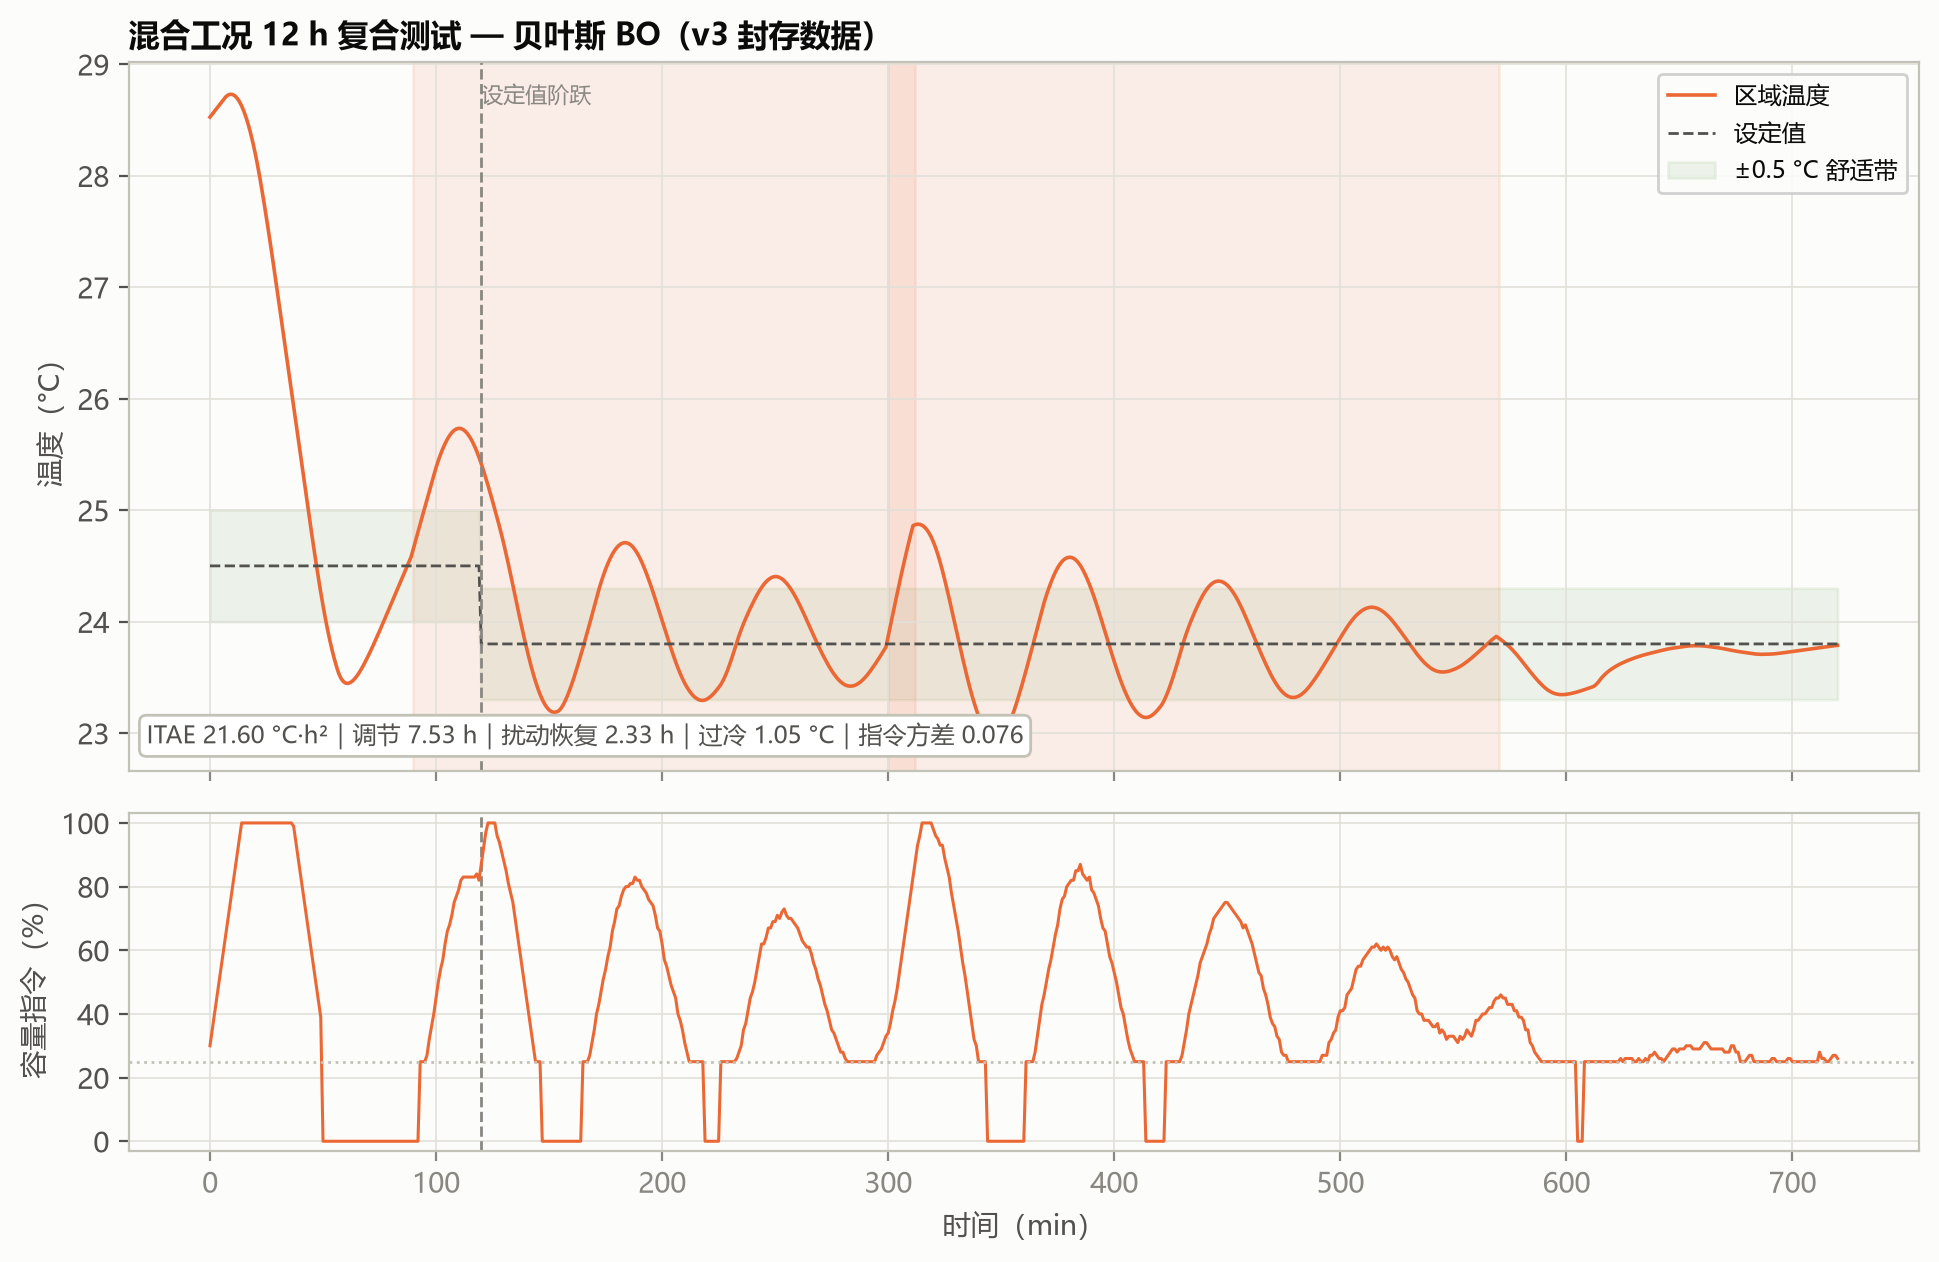 混合工况 12 h 复合测试 — 贝叶斯 BO（v3 封存数据）
29
28
27
26
25
24
23
温度（°C）
设定值阶跃
区域温度
设定值
±0.5 °C 舒适带
ITAE 21.60 °C·h² | 调节 7.53 h | 扰动恢复 2.33 h | 过冷 1.05 °C | 指令方差 0.076
100
80
60
40
20
0
容量指令（%）
0 100 200 300 400 500 600 700
时间（min）